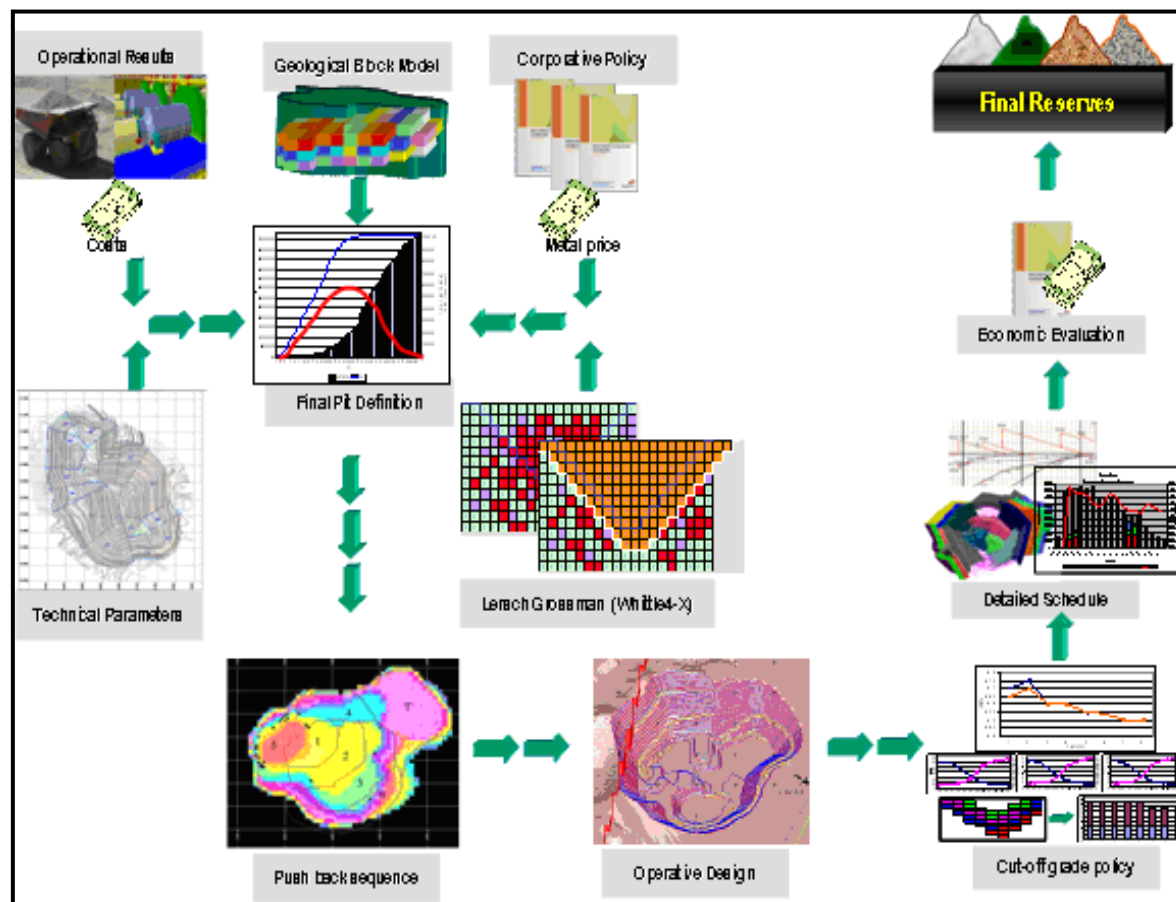 Operational Results
Geological Block Model
Corporative Policy
Final Reserves
Costs
Metal price
Economic Evaluation
Final Pit Definition
Technical Parameters
Lersch Grossman (Whittle4-X)
Detailed Schedule
Push back sequence
Operative Design
Cut-off grade policy